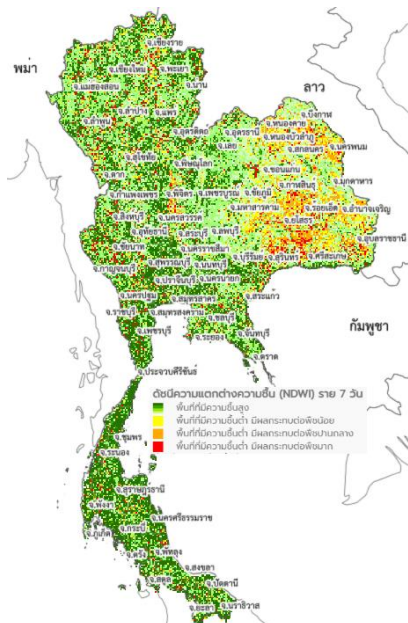 พม่า
ลาว
จ.เชียงราย
จ.เชียงใหม่
จ.พะเยา
จ.แม่ฮ่องสอน
จ.น่าน
จ.ลำปาง
จ.แพร่
จ.ลำพูน
จ.อุตรดิตถ์
จ.บึงกาฬ
จ.หนองคาย
จ.อุดรธานี
จ.หนองบัวลำภู
จ.เลย
จ.สกลนคร
จ.นครพนม
จ.สุโขทัย
จ.พิษณุโลก
จ.ตาก
จ.ขอนแก่น
จ.มุกดาหาร
จ.กำแพงเพชร
จ.พิจิตร
จ.เพชรบูรณ์
จ.ชัยภูมิ
จ.กาฬสินธุ์
จ.มหาสารคาม
จ.ร้อยเอ็ด
จ.อำนาจเจริญ
จ.สิงห์บุรี
จ.นครสวรรค์
จ.ยโสธร
จ.อุทัยธานี
จ.สระบุรี
จ.ลพบุรี
จ.อุบลราชธานี
จ.ชัยนาท
จ.นครราชสีมา
จ.บุรีรัมย์
จ.สุรินทร์
จ.ศรีสะเกษ
จ.สุพรรณบุรี
จ.นนทบุรี
จ.กาญจนบุรี
จ.ปราจีนบุรี
จ.นครนายก
จ.สระแก้ว
จ.นครปฐม
จ.สมุทรสาคร
จ.ราชบุรี
จ.สมุทรสงคราม
จ.ชลบุรี
กัมพูชา
จ.เพชรบุรี
จ.ระยอง
จ.จันทบุรี
จ.ตราด
จ.ประจวบคีรีขันธ์
ดัชนีความแตกต่างความชื้น (NDWI) ราย 7 วัน
พื้นที่ที่มีความชื้นสูง
พื้นที่ที่มีความชื้นต่ำ มีผลกระทบต่อพืชน้อย
พื้นที่ที่มีความชื้นต่ำ มีผลกระทบต่อพืชปานกลาง
พื้นที่ที่มีความชื้นต่ำ มีผลกระทบต่อพืชมาก
จ.ชุมพร
จ.ระนอง
จ.สุราษฎร์ธานี
จ.พังงา
จ.นครศรีธรรมราช
จ.กระบี่
จ.ภูเก็ต
จ.ตรัง
จ.พัทลุง
จ.สงขลา
จ.สตูล
จ.ปัตตานี
จ.ยะลา
จ.นราธิวาส